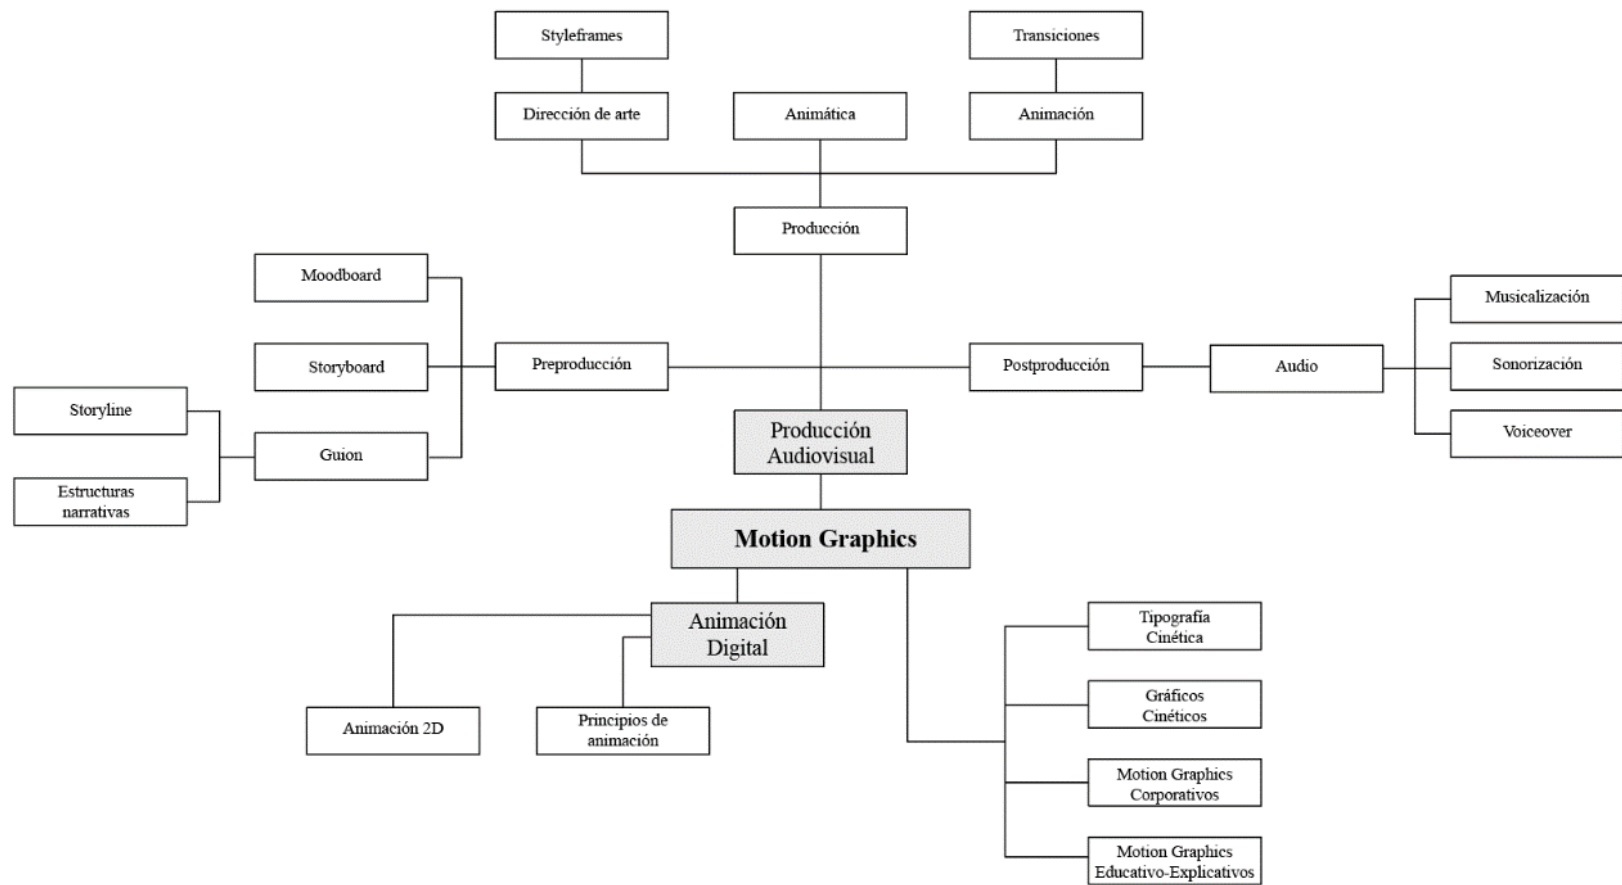 Styleframes
Transiciones
Dirección de arte
Animática
Animación
Producción
Moodboard
Musicalización
Storyboard
Preproducción
Postproducción
Audio
Sonorización
Storyline
Guion
Producción
Audiovisual
Voiceover
Estructuras
narrativas
Motion Graphics
Animación
Digital
Tipografía
Cinética
Gráficos
Cinéticos
Animación 2D
Principios de
animación
Motion Graphics
Corporativos
Motion Graphics
Educativo-Explicativos